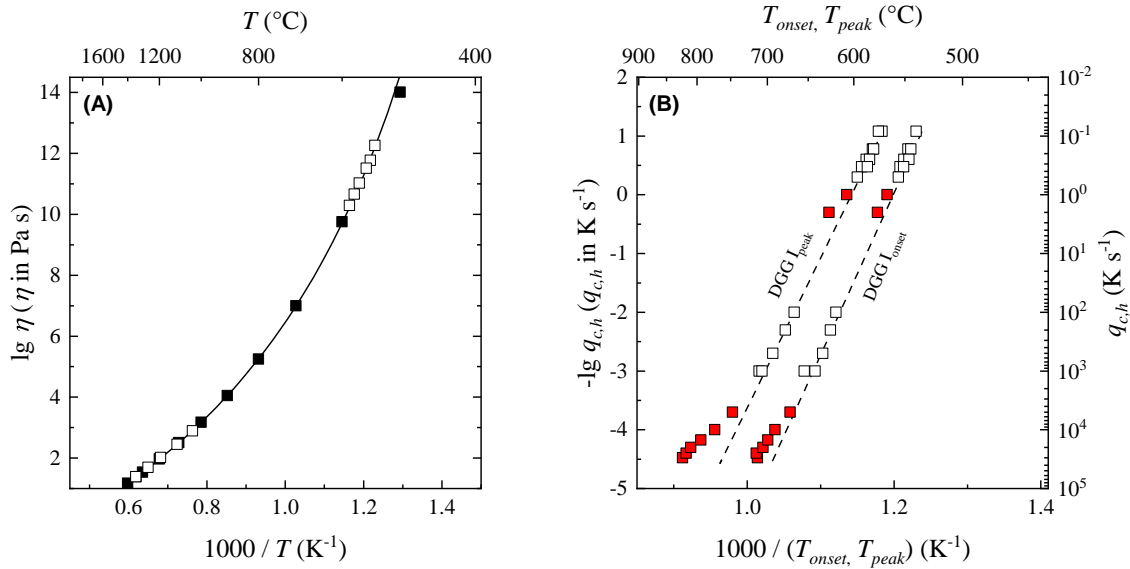 T (°C)
1600 1200 800 400
(A)
14
12
10
8
6
4
2
lg η (η in Pa s)
0.6 0.8 1.0 1.2 1.4
1000 / T (K⁻¹)
T_onset, T_peak (°C)
900 800 700 600 500
(B)
2
1
0
-1
-2
-3
-4
-5
-lg q_c,h (q_c,h in K s⁻¹)
DGG I_peak
DGG I_onset
10⁻²
10⁻¹
10⁰
10¹
10²
10³
10⁴
10⁵
q_c,h (K s⁻¹)
1.0 1.2 1.4
1000 / (T_onset, T_peak) (K⁻¹)